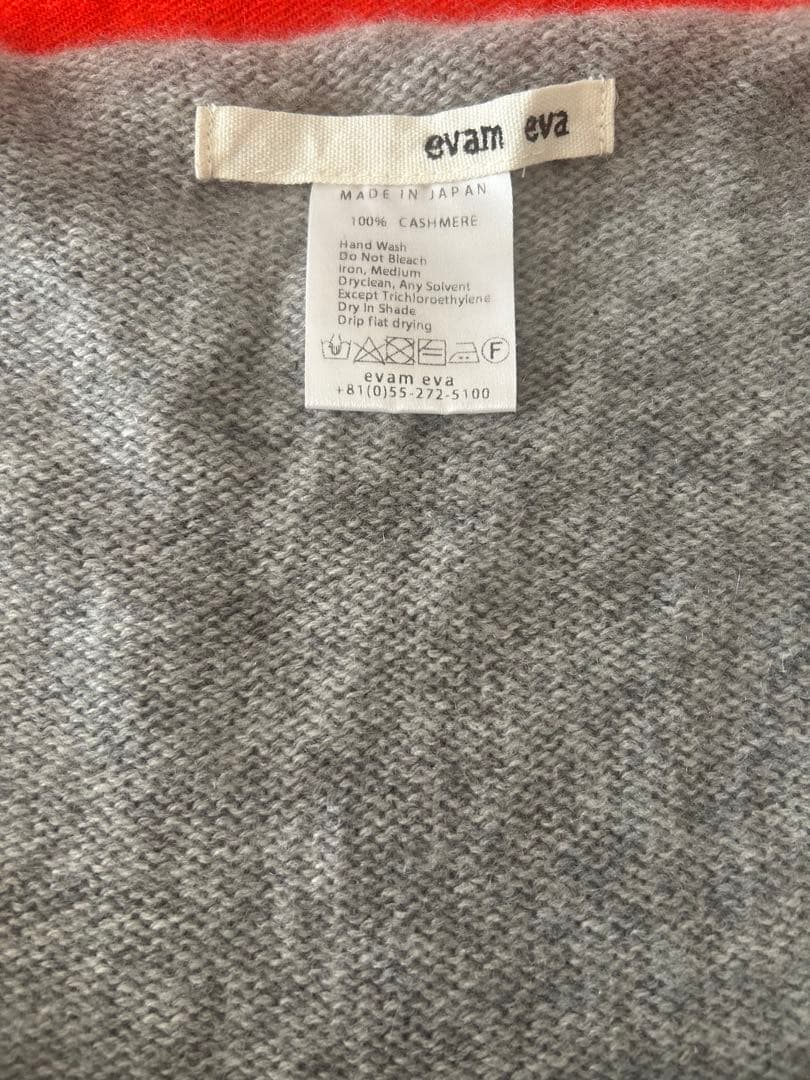 evam eva
MADE IN JAPAN
100% CASHMERE
Hand Wash
Do Not Bleach
Iron, Medium
Dryclean, Any Solvent
Except Trichloroethylene
Dry In Shade
Drip flat drying
F
evam eva
+81(0)55-272-5100